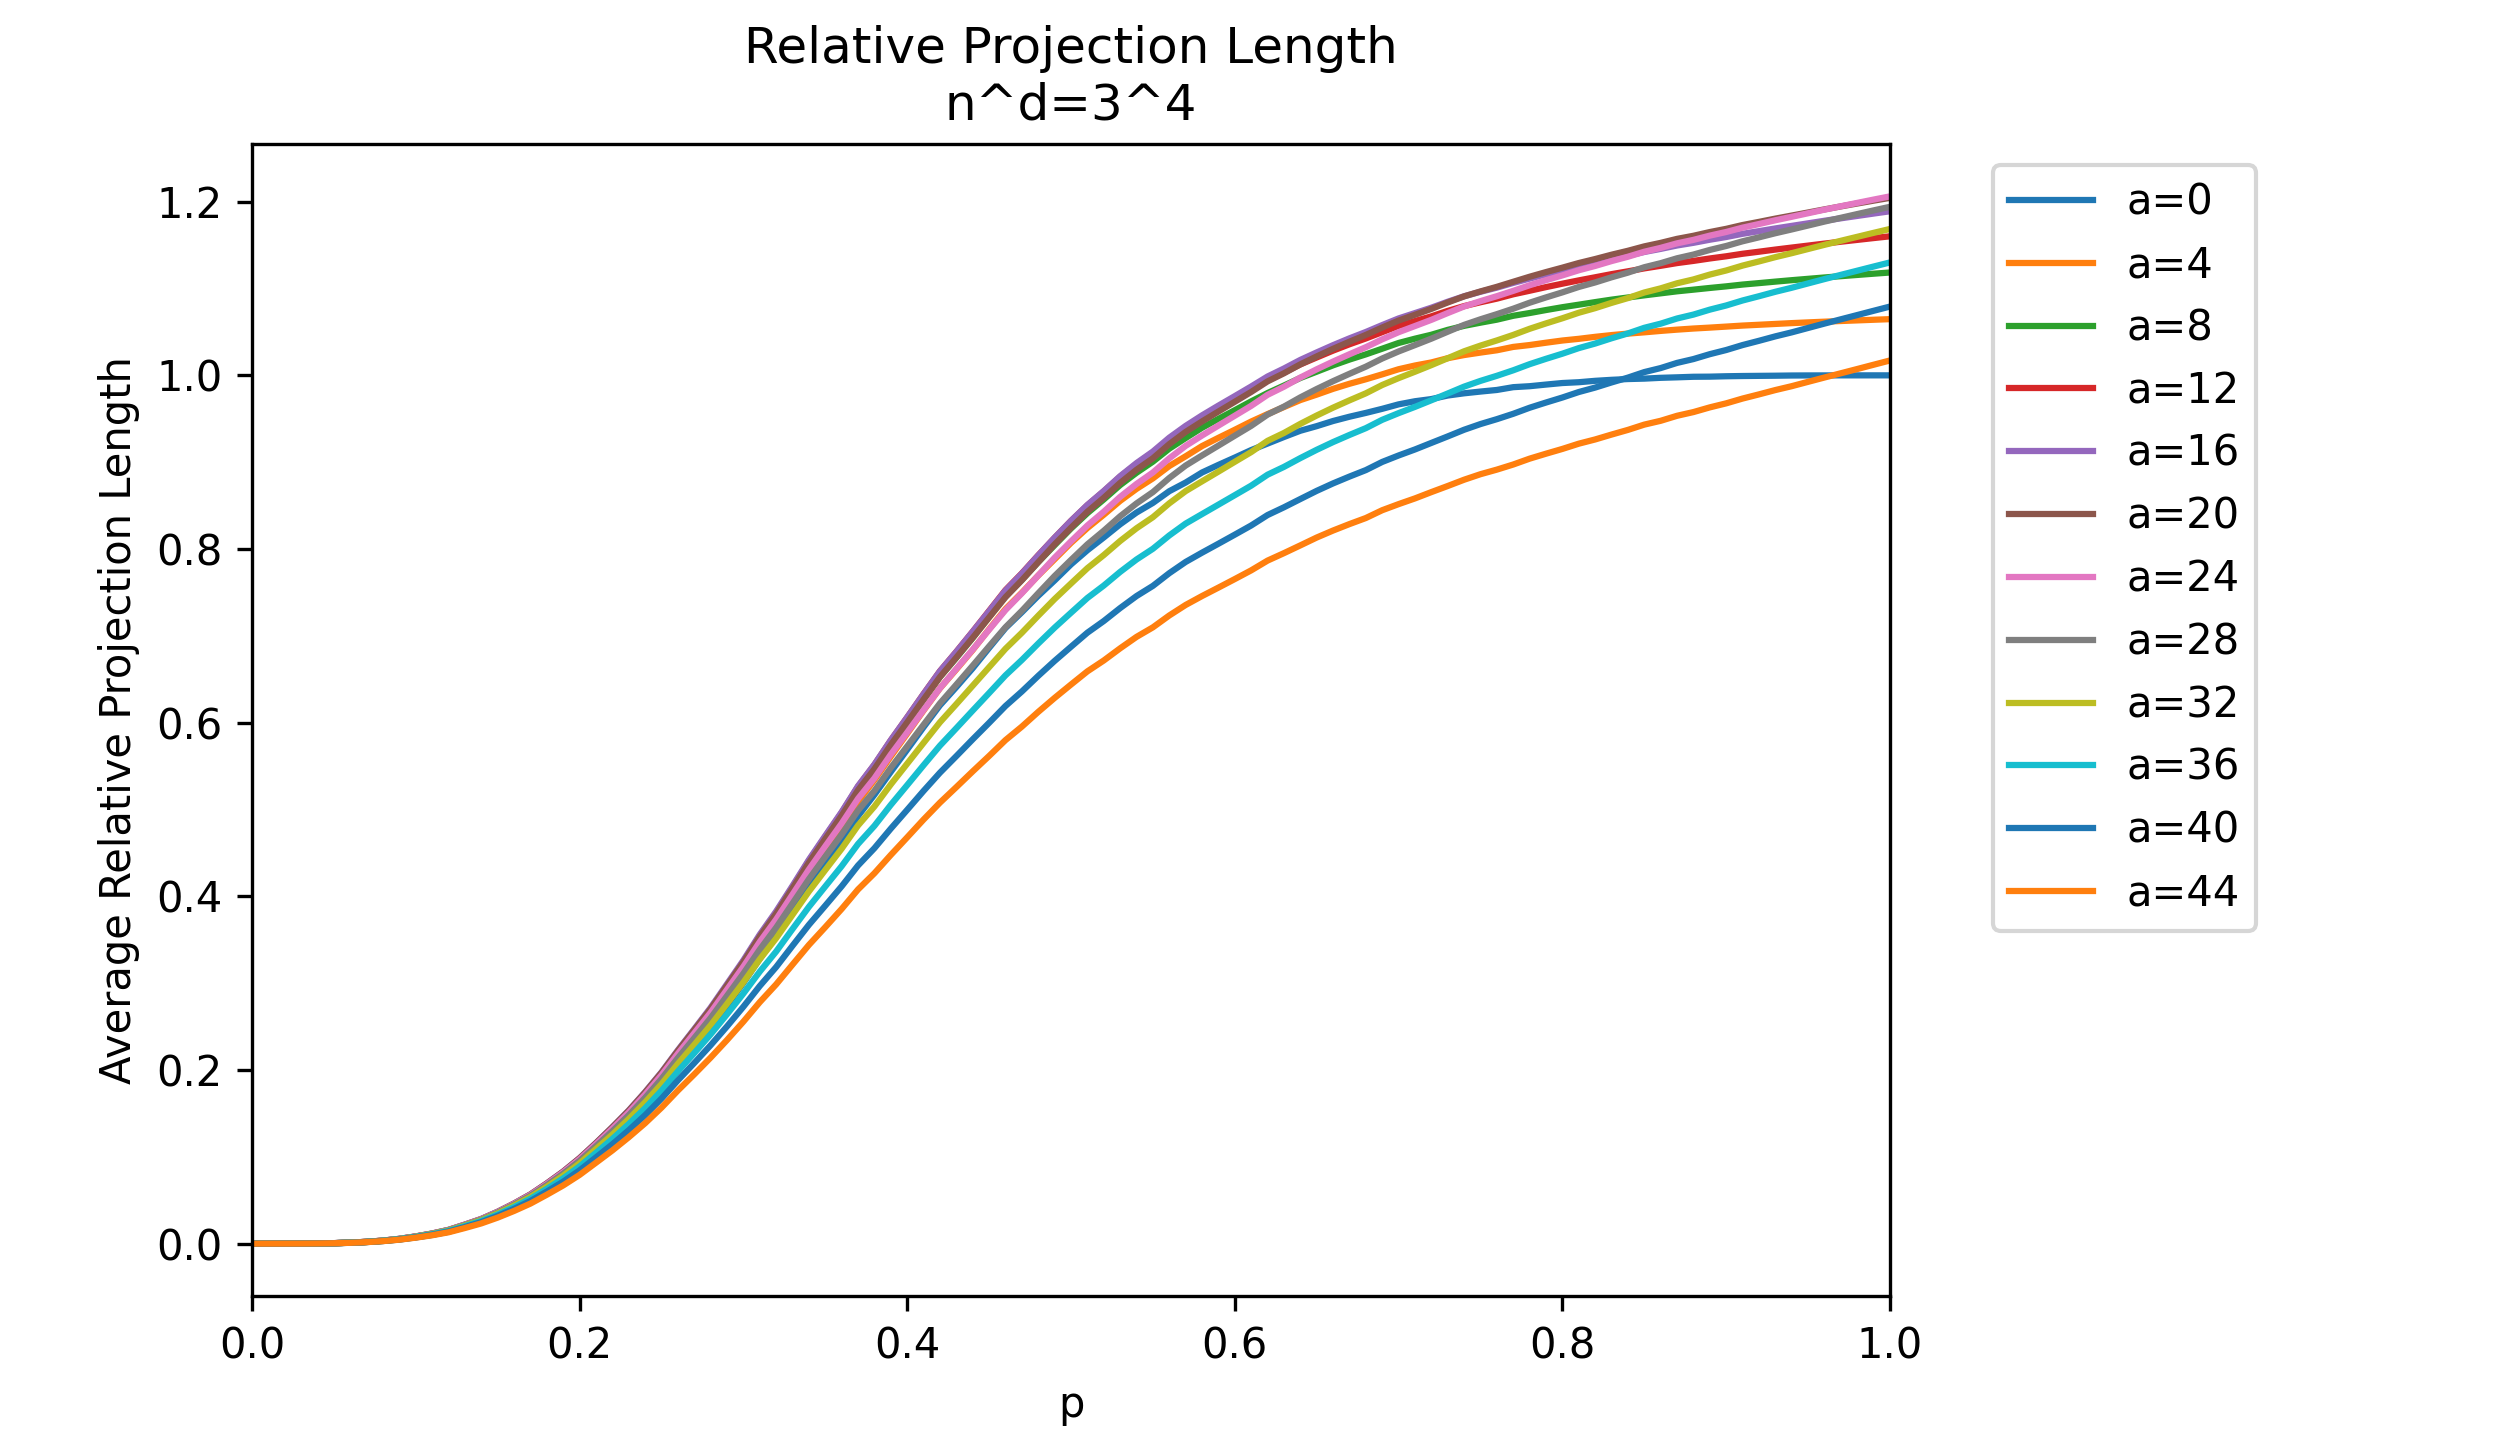 Relative Projection Length
n^d=3^4
Average Relative Projection Length
1.2
1.0
0.8
0.6
0.4
0.2
0.0
0.0 0.2 0.4 0.6 0.8 1.0
p
a=0
a=4
a=8
a=12
a=16
a=20
a=24
a=28
a=32
a=36
a=40
a=44